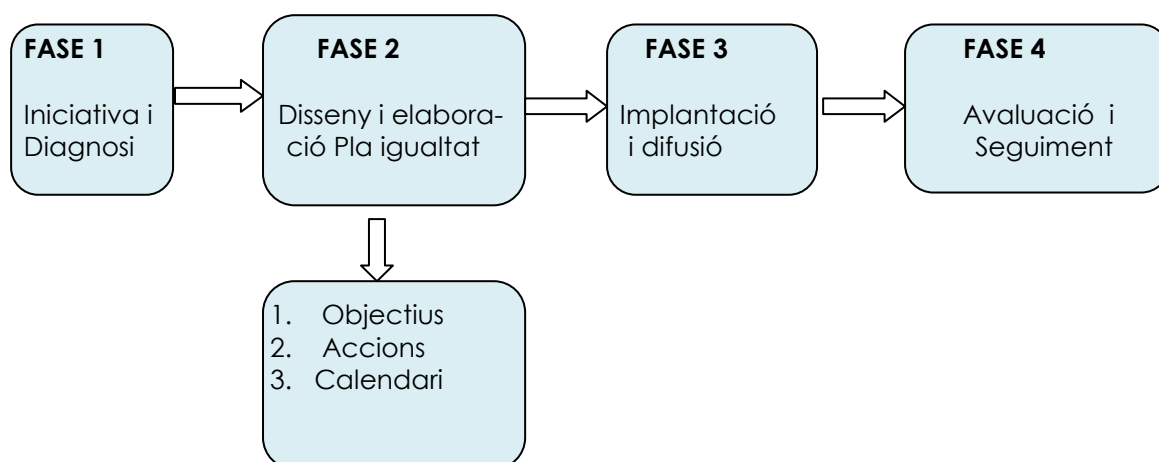 FASE 1
Iniciativa i
Diagnosi
FASE 2
Disseny i elabora-
ció Pla igualtat
FASE 3
Implantació
i difusió
FASE 4
Avaluació i
Seguiment
1. Objectius
2. Accions
3. Calendari